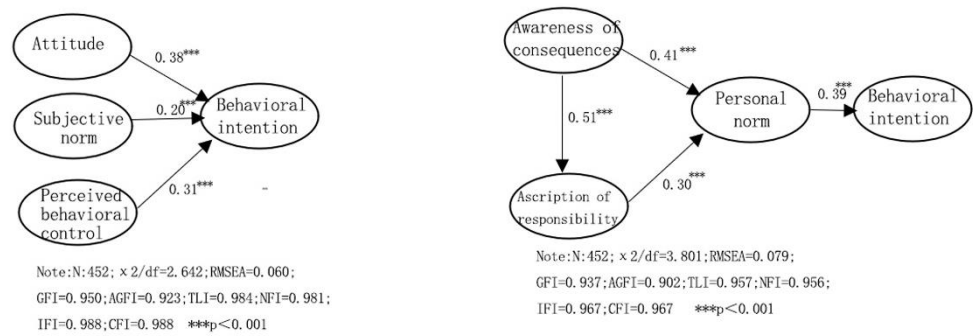 Attitude
0.38***
Subjective
norm
0.20***
Behavioral
intention
Perceived
behavioral
control
0.31***
Note:N:452; x2/df=2.642;RMSEA=0.060;
GFI=0.950;AGFI=0.923;TLI=0.984;NFI=0.981;
IFI=0.988;CFI=0.988 ***p<0.001
Awareness of
consequences
0.41***
0.51***
Personal
norm
0.39***
Behavioral
intention
Ascription of
responsibility
0.30***
Note:N:452; x2/df=3.801;RMSEA=0.079;
GFI=0.937;AGFI=0.902;TLI=0.957;NFI=0.956;
IFI=0.967;CFI=0.967 ***p<0.001